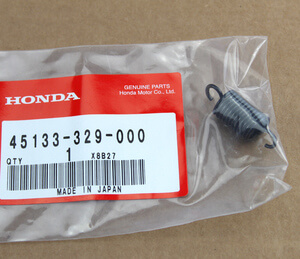 GENUINE PARTS
Honda Motor Co., Ltd.
HONDA
45133-329-000
QTY 1 X8B27
MADE IN JAPAN